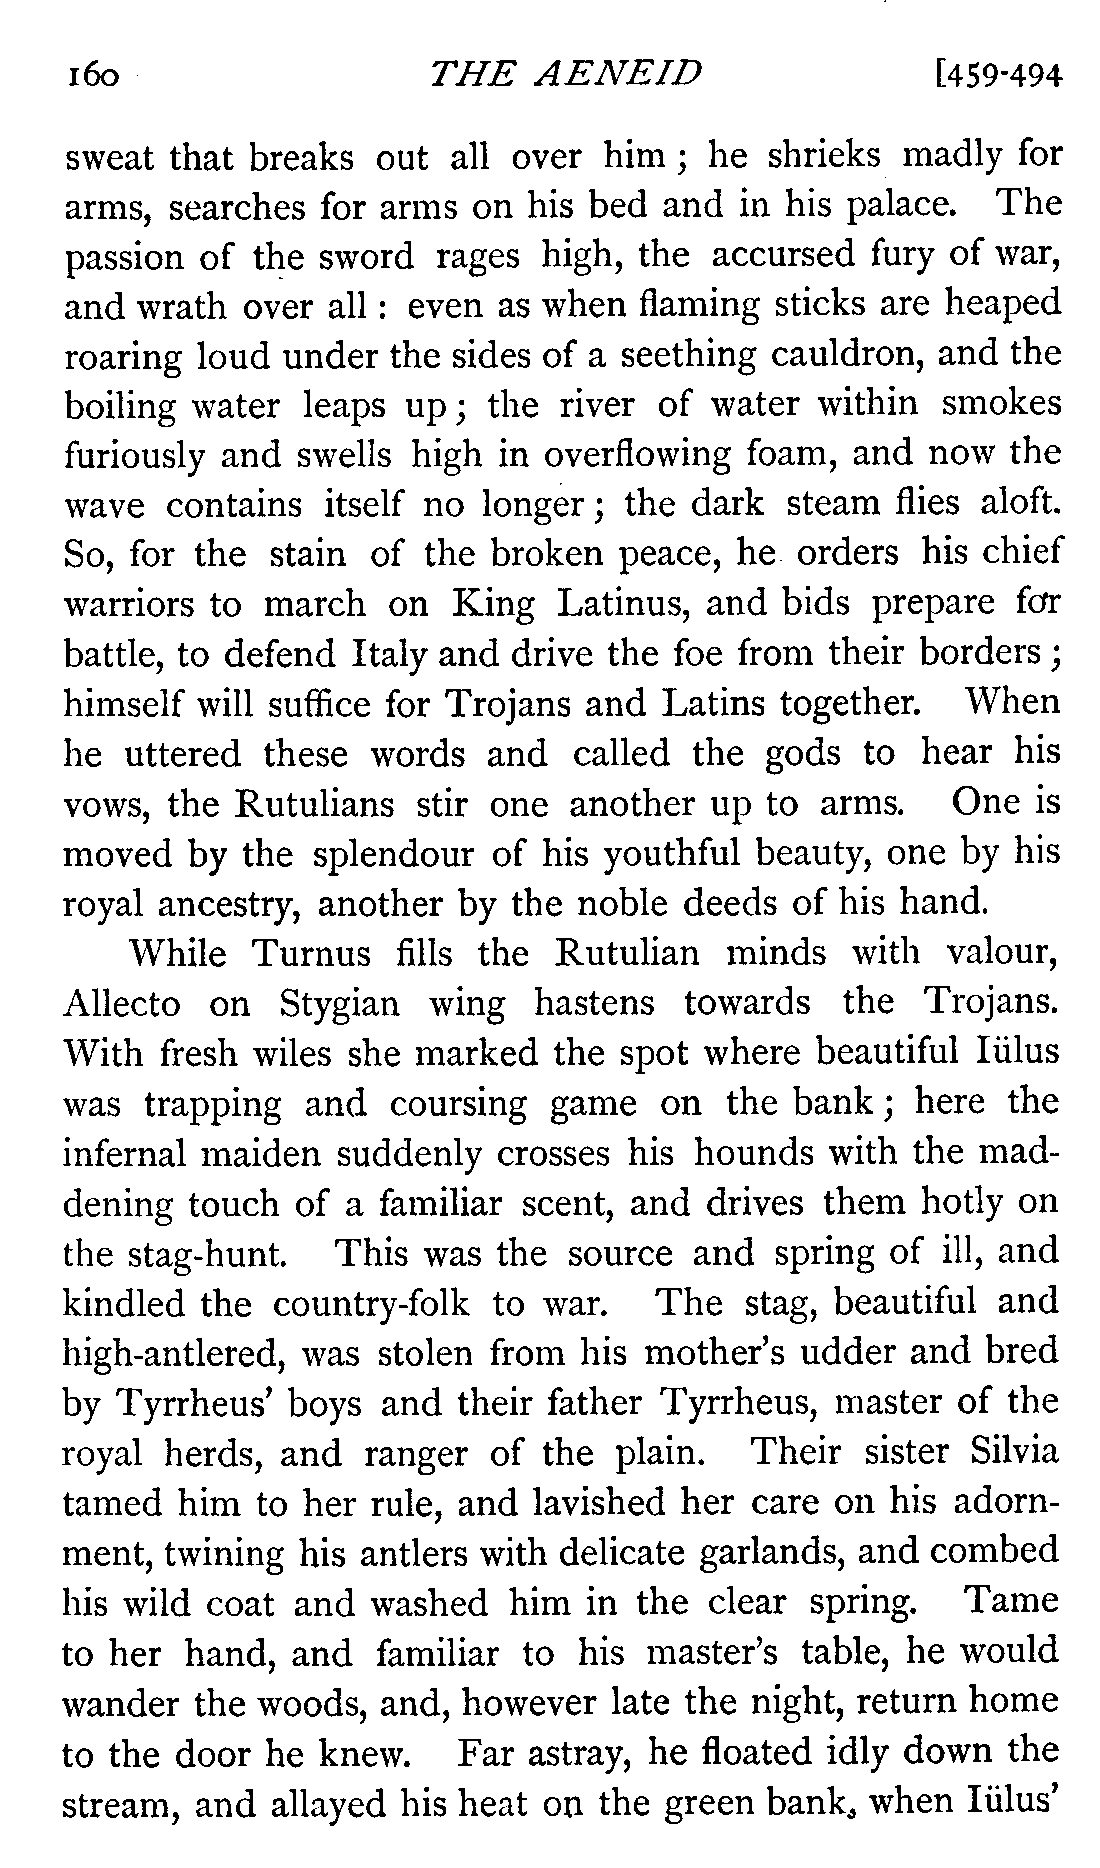 160 THE AENEID [459-494
sweat that breaks out all over him ; he shrieks madly for
arms, searches for arms on his bed and in his palace. The
passion of the sword rages high, the accursed fury of war,
and wrath over all : even as when flaming sticks are heaped
roaring loud under the sides of a seething cauldron, and the
boiling water leaps up ; the river of water within smokes
furiously and swells high in overflowing foam, and now the
wave contains itself no longer ; the dark steam flies aloft.
So, for the stain of the broken peace, he orders his chief
warriors to march on King Latinus, and bids prepare for
battle, to defend Italy and drive the foe from their borders ;
himself will suffice for Trojans and Latins together. When
he uttered these words and called the gods to hear his
vows, the Rutulians stir one another up to arms. One is
moved by the splendour of his youthful beauty, one by his
royal ancestry, another by the noble deeds of his hand.
While Turnus fills the Rutulian minds with valour,
Allecto on Stygian wing hastens towards the Trojans.
With fresh wiles she marked the spot where beautiful Iülus
was trapping and coursing game on the bank ; here the
infernal maiden suddenly crosses his hounds with the mad-
dening touch of a familiar scent, and drives them hotly on
the stag-hunt. This was the source and spring of ill, and
kindled the country-folk to war. The stag, beautiful and
high-antlered, was stolen from his mother's udder and bred
by Tyrrheus' boys and their father Tyrrheus, master of the
royal herds, and ranger of the plain. Their sister Silvia
tamed him to her rule, and lavished her care on his adorn-
ment, twining his antlers with delicate garlands, and combed
his wild coat and washed him in the clear spring. Tame
to her hand, and familiar to his master's table, he would
wander the woods, and, however late the night, return home
to the door he knew. Far astray, he floated idly down the
stream, and allayed his heat on the green bank, when Iülus'